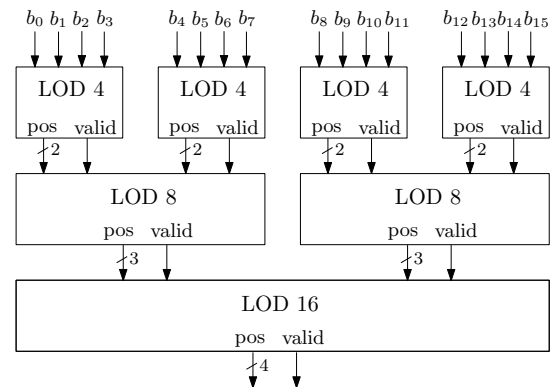 b0 b1 b2 b3 b4 b5 b6 b7 b8 b9 b10 b11 b12 b13 b14 b15
LOD 4 LOD 4 LOD 4 LOD 4
pos valid pos valid pos valid pos valid
2 2 2 2
LOD 8 LOD 8
pos valid pos valid
3 3
LOD 16
pos valid
4